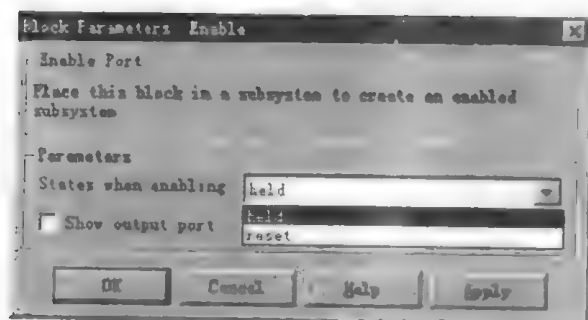 Block Parameters Enable
Enable Port
Place this block in a subsystem to create an enabled
subsystem
Parameters
States when enabling held
held
reset
Show output port
OK Cancel Help Apply